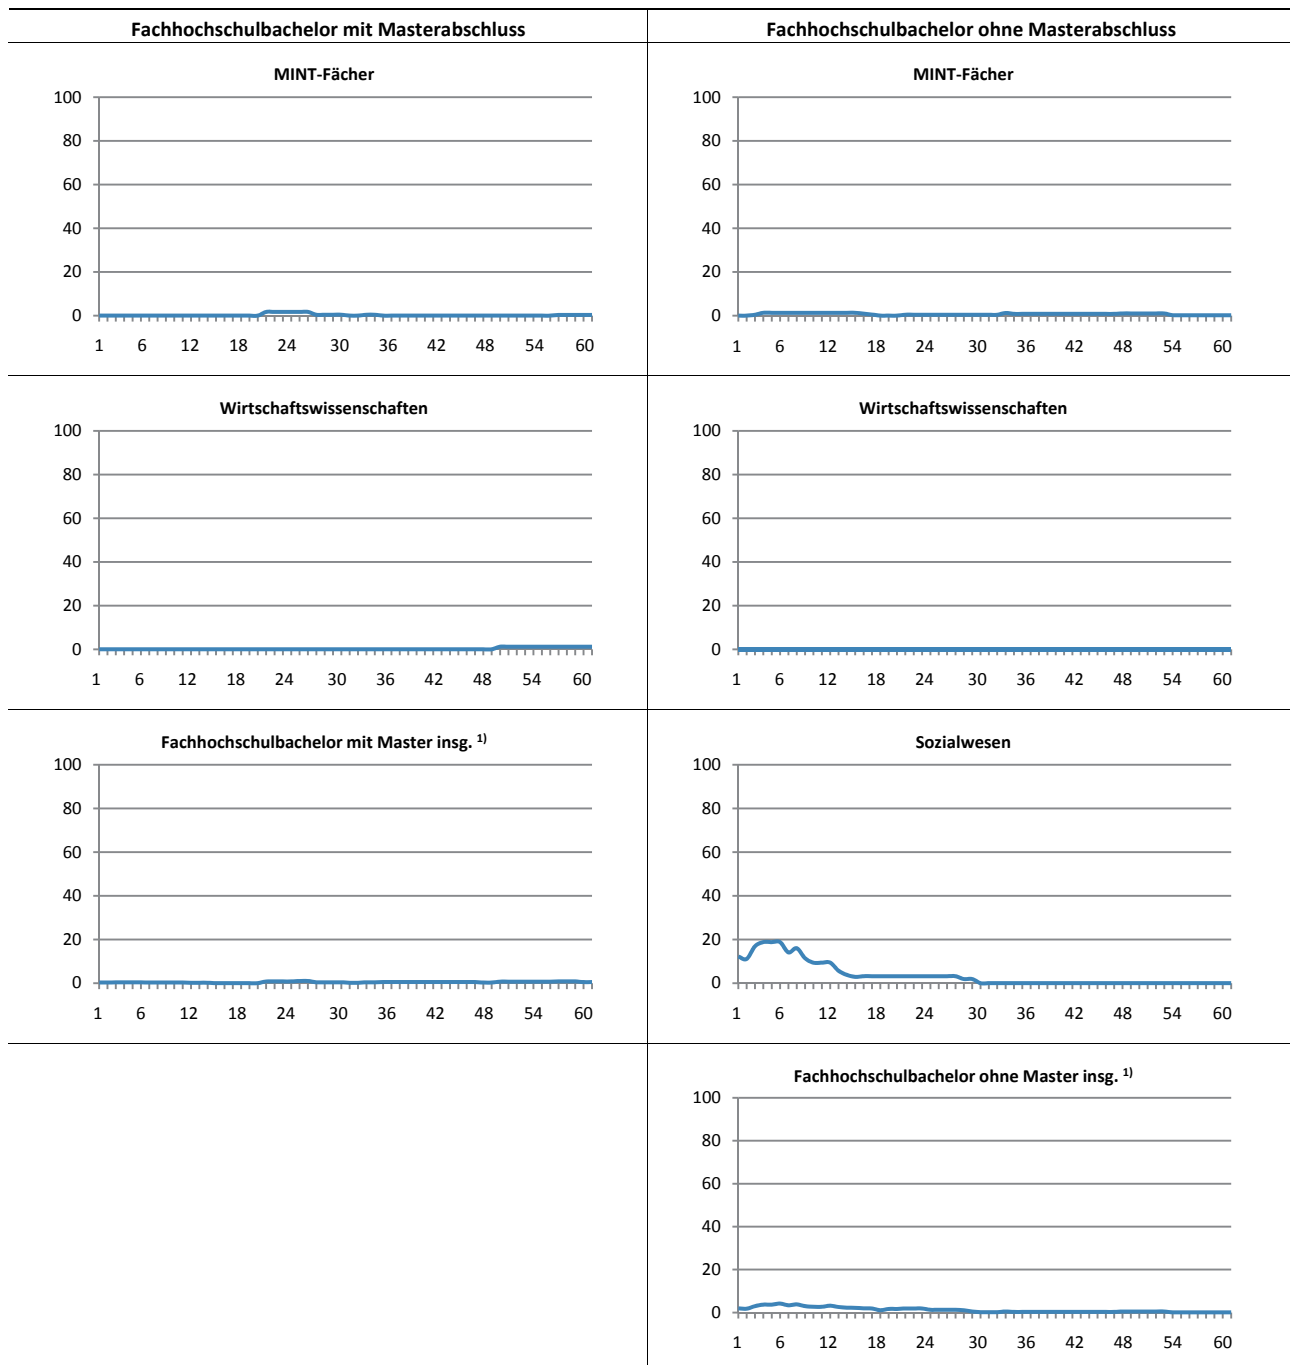 Fachhochschulbachelor mit Masterabschluss
Fachhochschulbachelor ohne Masterabschluss
MINT-Fächer
100
80
60
40
20
0
1 6 12 18 24 30 36 42 48 54 60
MINT-Fächer
100
80
60
40
20
0
1 6 12 18 24 30 36 42 48 54 60
Wirtschaftswissenschaften
100
80
60
40
20
0
1 6 12 18 24 30 36 42 48 54 60
Wirtschaftswissenschaften
100
80
60
40
20
0
1 6 12 18 24 30 36 42 48 54 60
Fachhochschulbachelor mit Master insg. 1)
100
80
60
40
20
0
1 6 12 18 24 30 36 42 48 54 60
Sozialwesen
100
80
60
40
20
0
1 6 12 18 24 30 36 42 48 54 60
Fachhochschulbachelor ohne Master insg. 1)
100
80
60
40
20
0
1 6 12 18 24 30 36 42 48 54 60